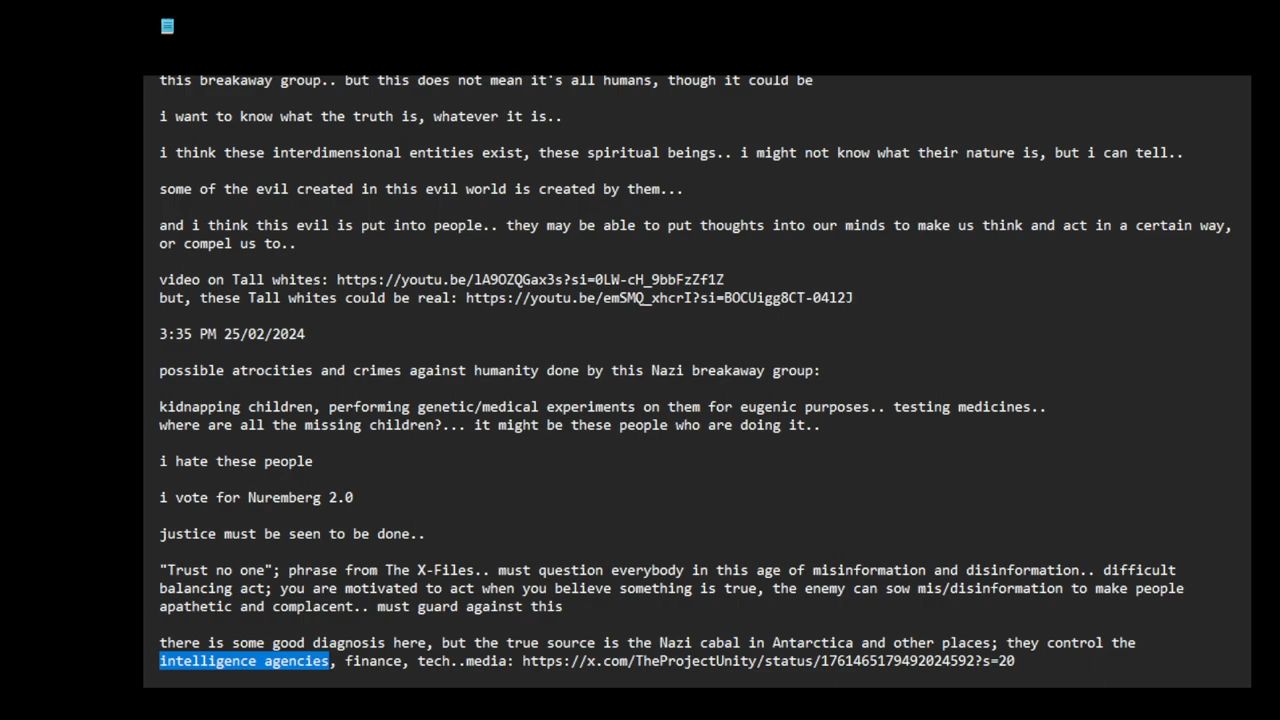 this breakaway group.. but this does not mean it's all humans, though it could be
i want to know what the truth is, whatever it is..
i think these interdimensional entities exist, these spiritual beings.. i might not know what their nature is, but i can tell..
some of the evil created in this evil world is created by them...
and i think this evil is put into people.. they may be able to put thoughts into our minds to make us think and act in a certain way,
or compel us to..
video on Tall whites: https://youtu.be/lA9OZQGax3s?si=0LW-cH_9bbFzZf1Z
but, these Tall whites could be real: https://youtu.be/emSMQ_xhcrI?si=BOCUigg8CT-04l2J
3:35 PM 25/02/2024
possible atrocities and crimes against humanity done by this Nazi breakaway group:
kidnapping children, performing genetic/medical experiments on them for eugenic purposes.. testing medicines..
where are all the missing children?... it might be these people who are doing it..
i hate these people
i vote for Nuremberg 2.0
justice must be seen to be done..
"Trust no one"; phrase from The X-Files.. must question everybody in this age of misinformation and disinformation.. difficult
balancing act; you are motivated to act when you believe something is true, the enemy can sow mis/disinformation to make people
apathetic and complacent.. must guard against this
there is some good diagnosis here, but the true source is the Nazi cabal in Antarctica and other places; they control the
intelligence agencies, finance, tech..media: https://x.com/TheProjectUnity/status/1761465179492024592?s=20